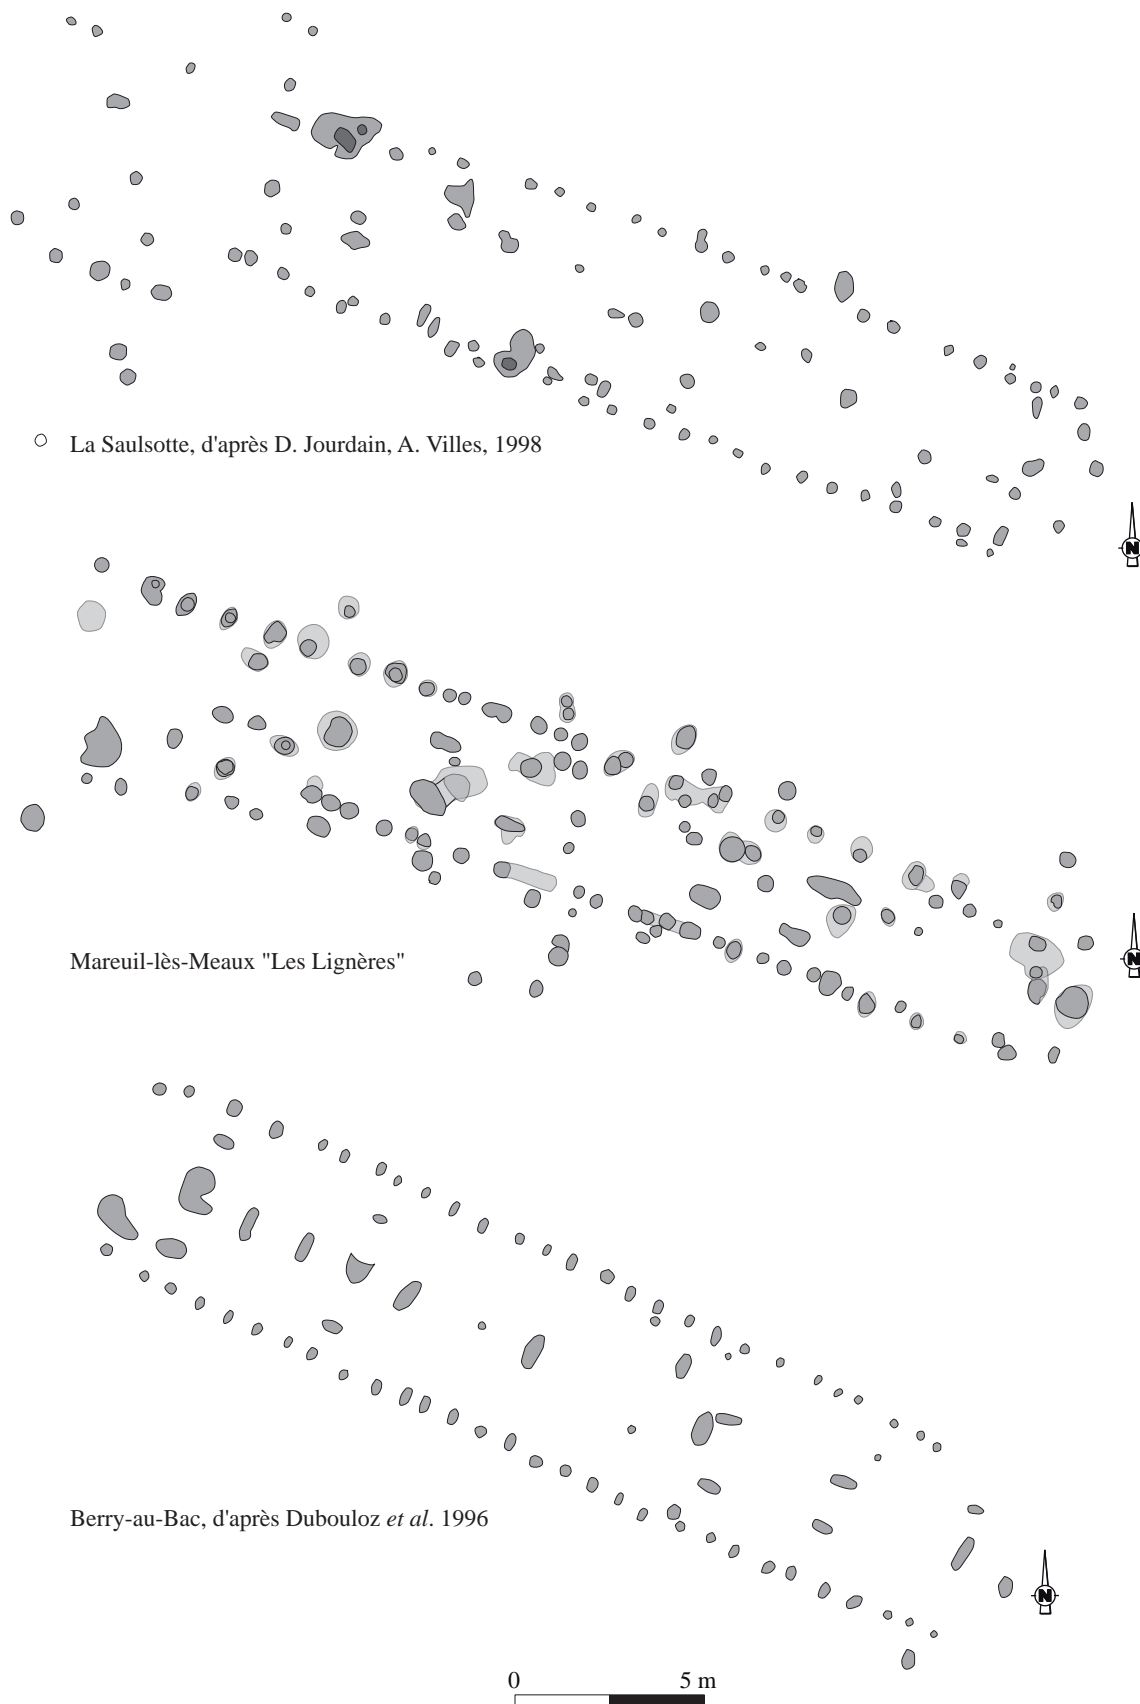 La Saulsotte, d'après D. Jourdain, A. Villes, 1998
N
Mareuil-lès-Meaux "Les Lignères"
N
Berry-au-Bac, d'après Dubouloz et al. 1996
N
0 5 m